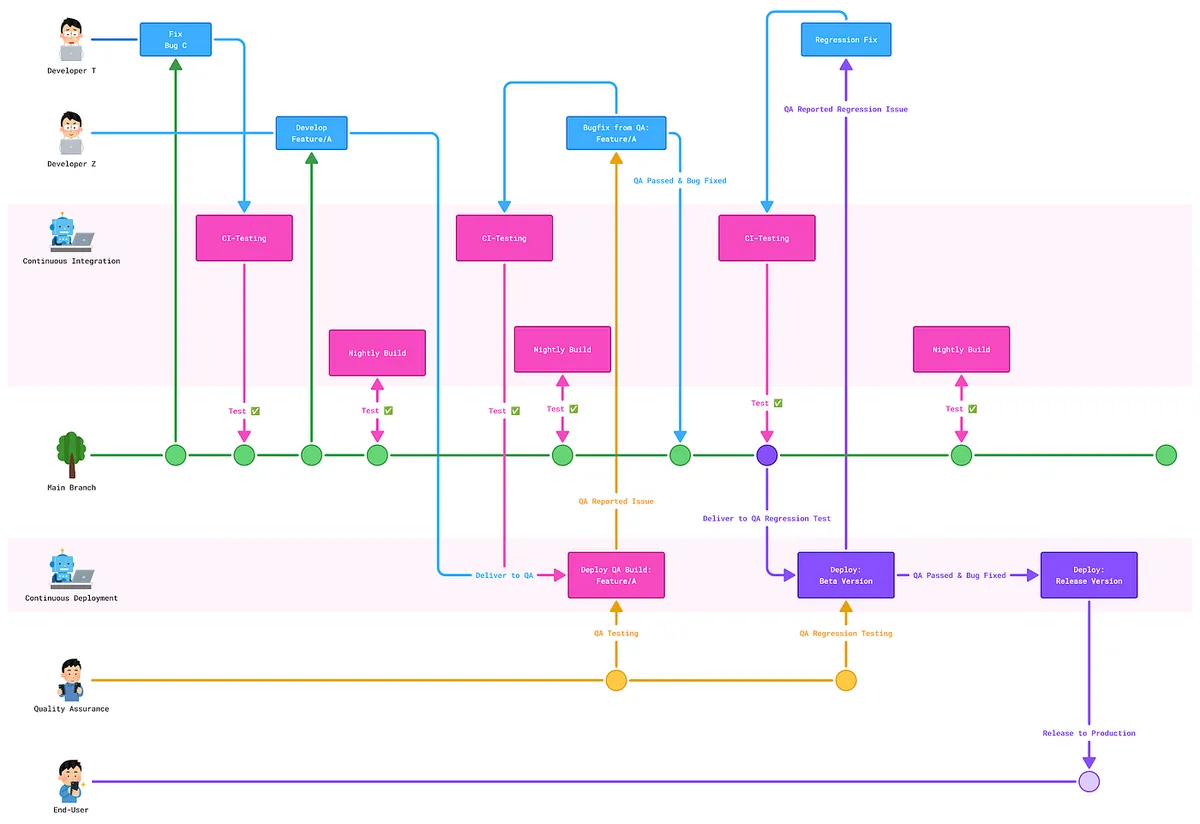 Fix
Bug C
Regression Fix
Developer T
QA Reported Regression Issue
Develop
Feature/A
Bugfix from QA:
Feature/A
Developer Z
QA Passed & Bug Fixed
CI-Testing
CI-Testing
CI-Testing
Continuous Integration
Nightly Build
Nightly Build
Nightly Build
Test ✅
Test ✅
Test ✅
Test ✅
Test ✅
Test ✅
Main Branch
QA Reported Issue
Deliver to QA Regression Test
Deliver to QA
Deploy QA Build:
Feature/A
Deploy:
Beta Version
QA Passed & Bug Fixed
Deploy:
Release Version
Continuous Deployment
QA Testing
QA Regression Testing
Quality Assurance
Release to Production
End-User